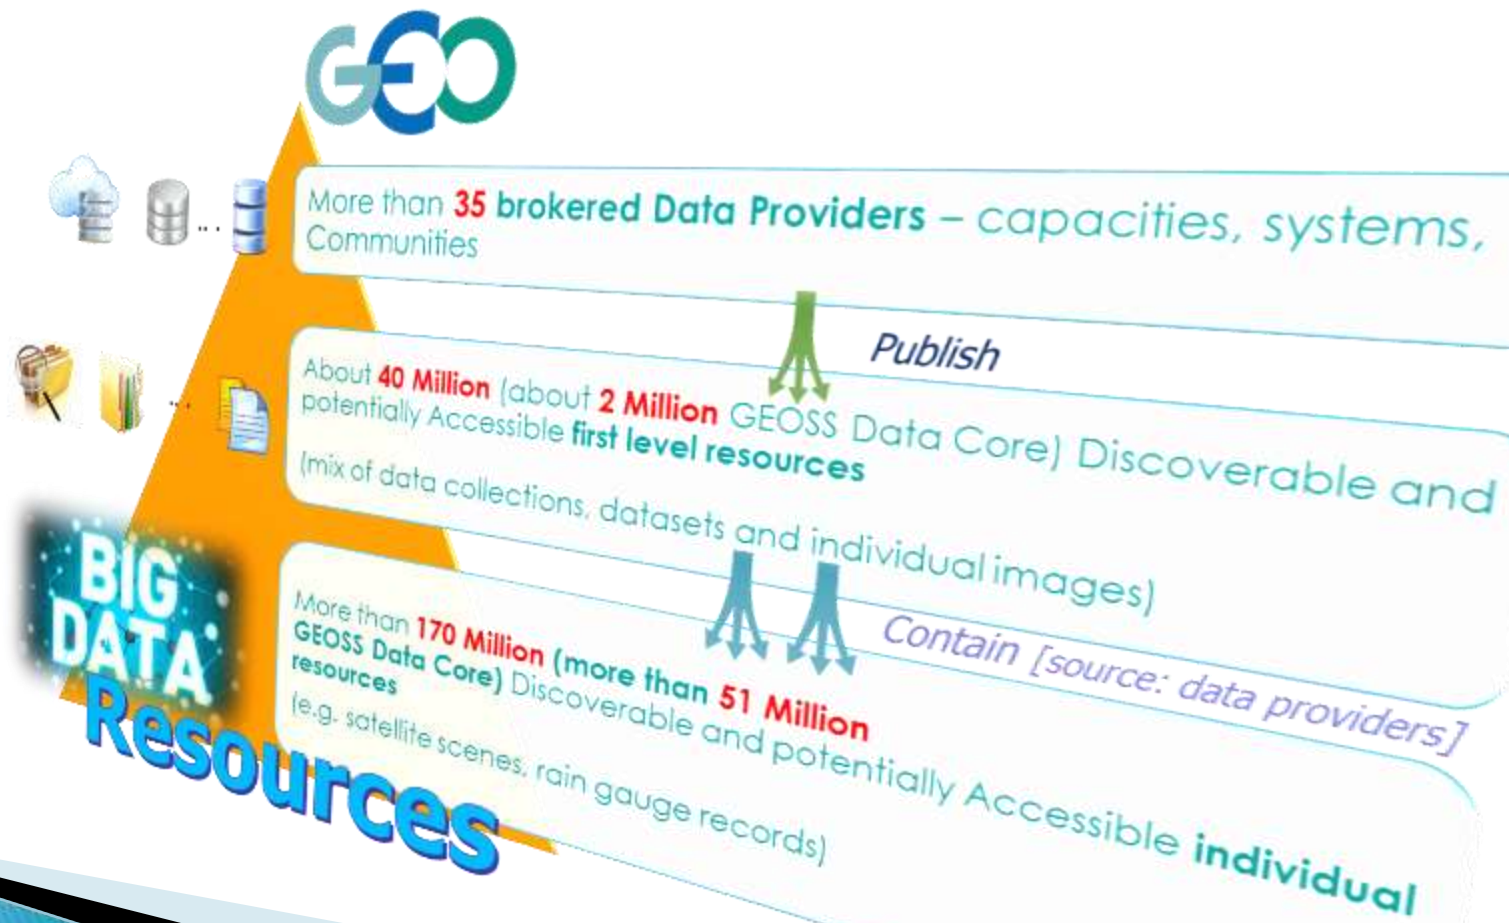 GEO
More than 35 brokered Data Providers – capacities, systems,
Communities
...
Publish
About 40 Million (about 2 Million GEOSS Data Core) Discoverable and
potentially Accessible first level resources
(mix of data collections, datasets and individual images)
...
Contain [source: data providers]
More than 170 Million (more than 51 Million
GEOSS Data Core) Discoverable and potentially Accessible individual
resources
(e.g. satellite scenes, rain gauge records)
BIG
DATA
Resources